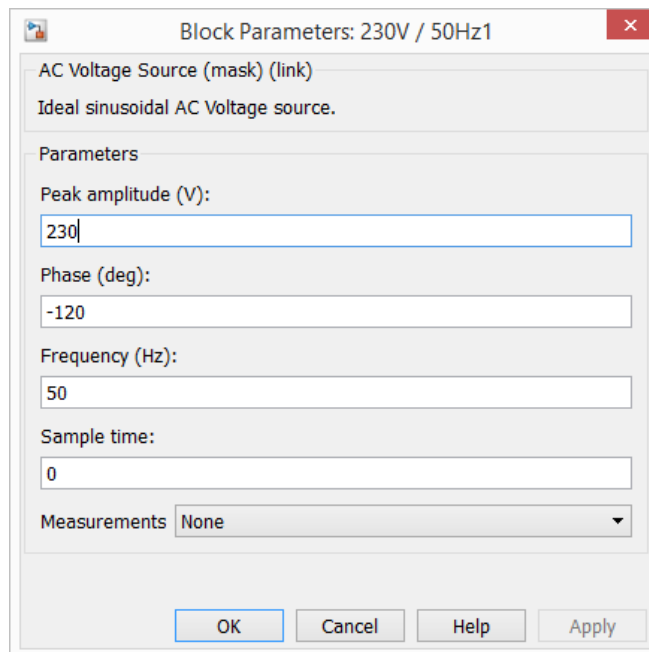 Block Parameters: 230V / 50Hz1
AC Voltage Source (mask) (link)
Ideal sinusoidal AC Voltage source.
Parameters
Peak amplitude (V):
230
Phase (deg):
-120
Frequency (Hz):
50
Sample time:
0
Measurements None
OK Cancel Help Apply